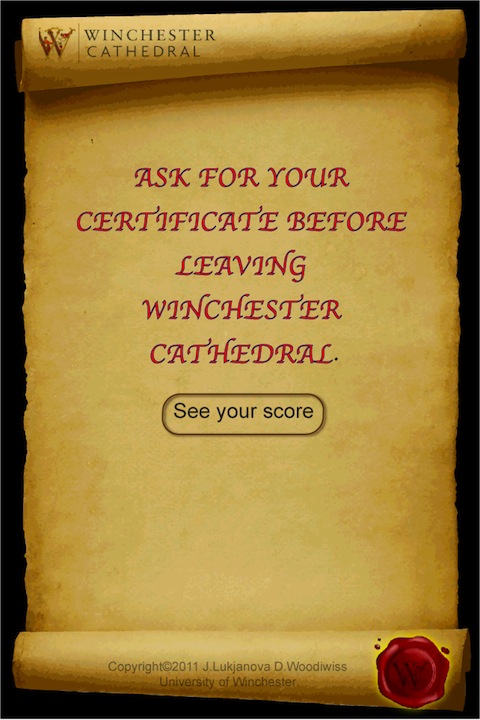 WINCHESTER
CATHEDRAL
ASK FOR YOUR
CERTIFICATE BEFORE
LEAVING
WINCHESTER
CATHEDRAL.
See your score
Copyright©2011 J.Lukjanova D.Woodiwiss
University of Winchester
W